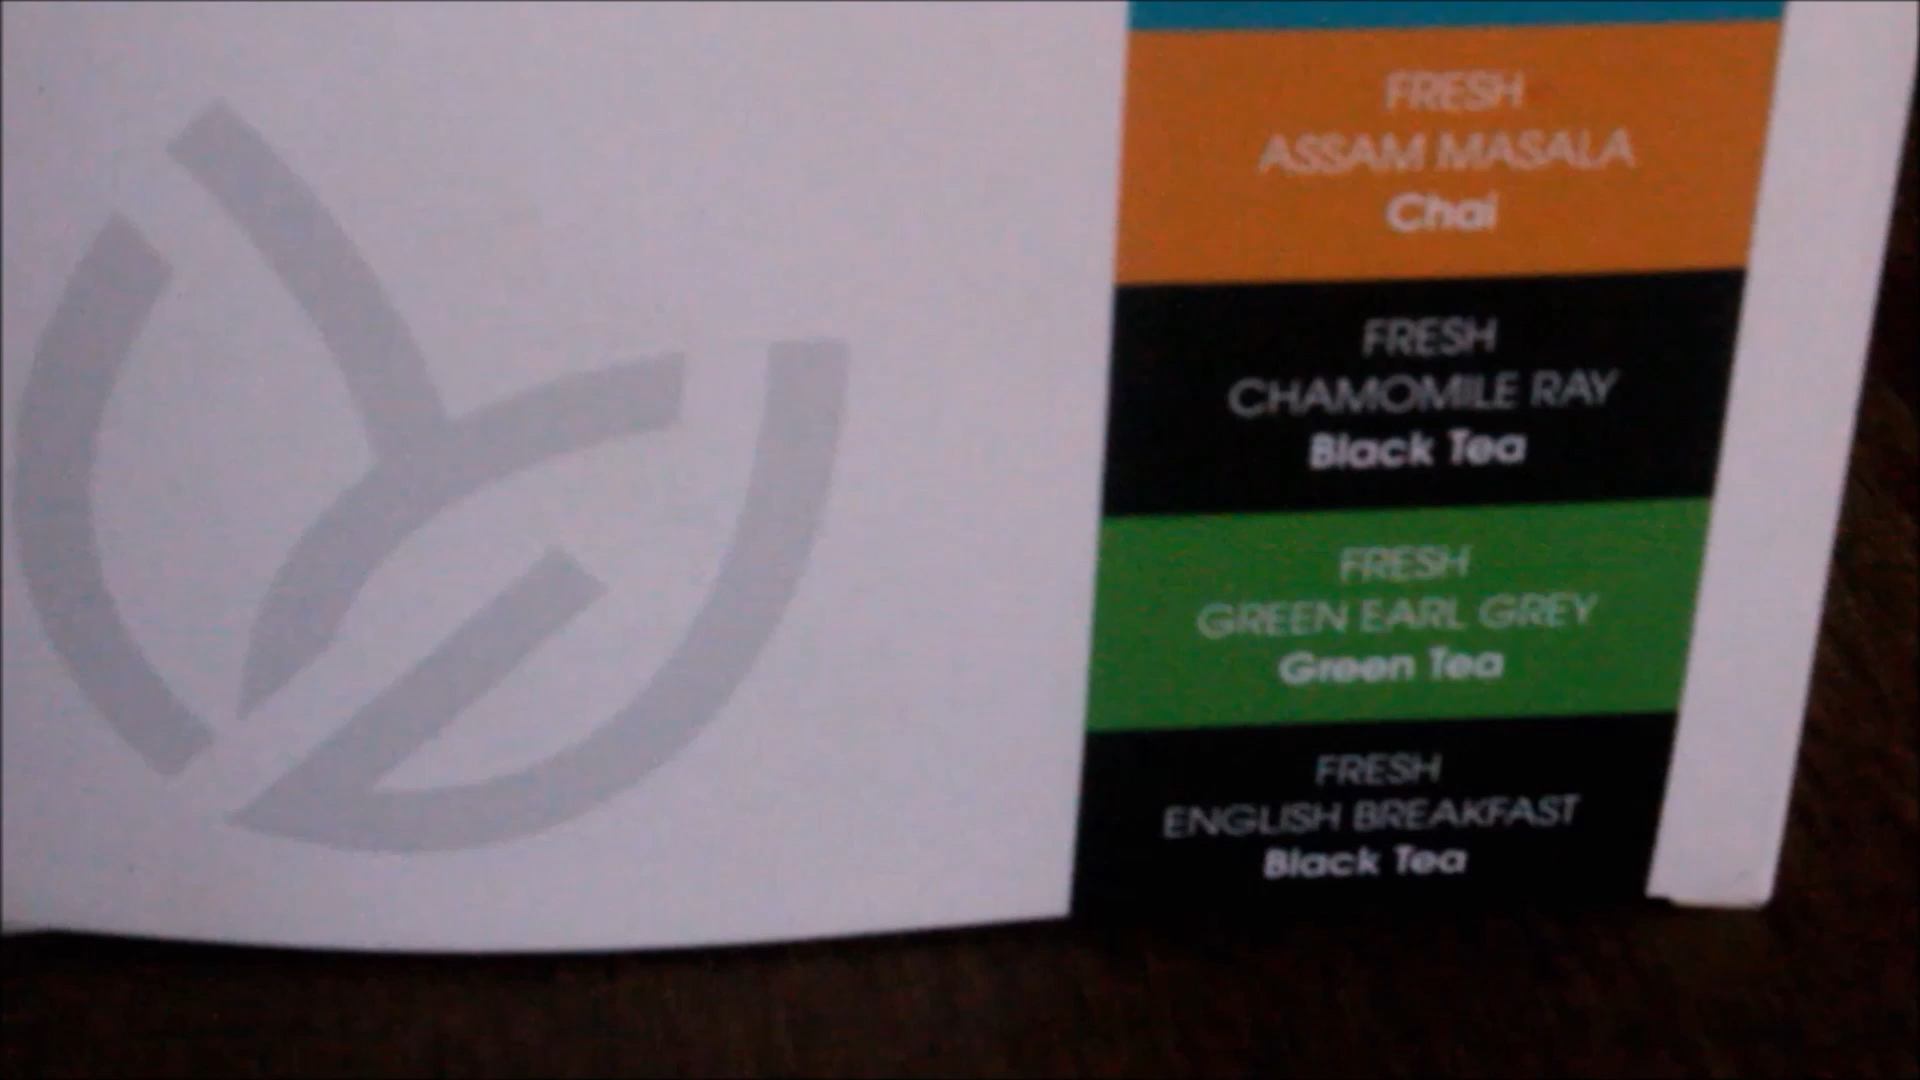 FRESH
ASSAM MASALA
Chai
FRESH
CHAMOMILE RAY
Black Tea
FRESH
GREEN EARL GREY
Green Tea
FRESH
ENGLISH BREAKFAST
Black Tea